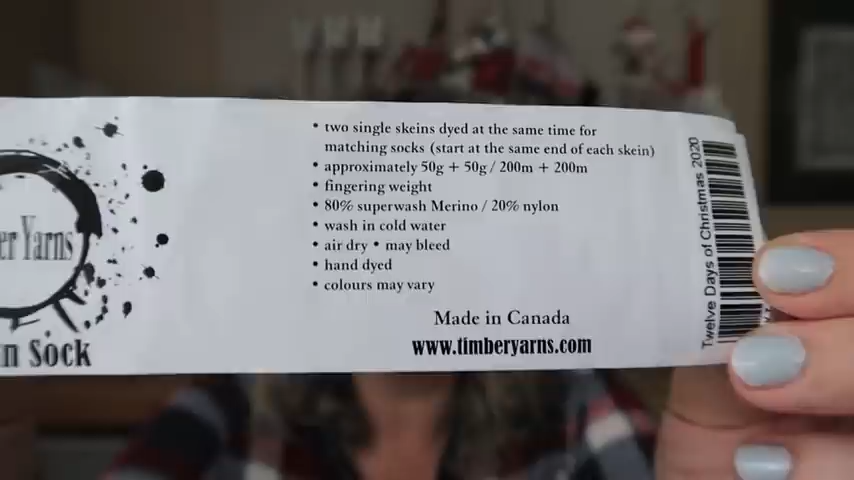 • two single skeins dyed at the same time for
matching socks (start at the same end of each skein)
• approximately 50g + 50g / 200m + 200m
• fingering weight
• 80% superwash Merino / 20% nylon
• wash in cold water
• air dry • may bleed
• hand dyed
• colours may vary
Made in Canada
www.timberyarns.com
er Yarns
n Sock
Twelve Days of Christmas 2020